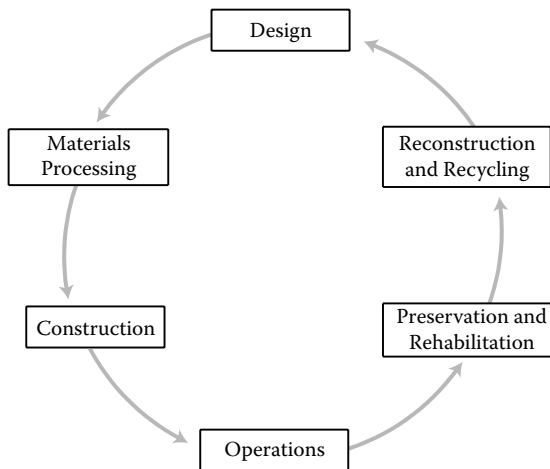 Design
Materials
Processing
Reconstruction
and Recycling
Construction
Preservation and
Rehabilitation
Operations